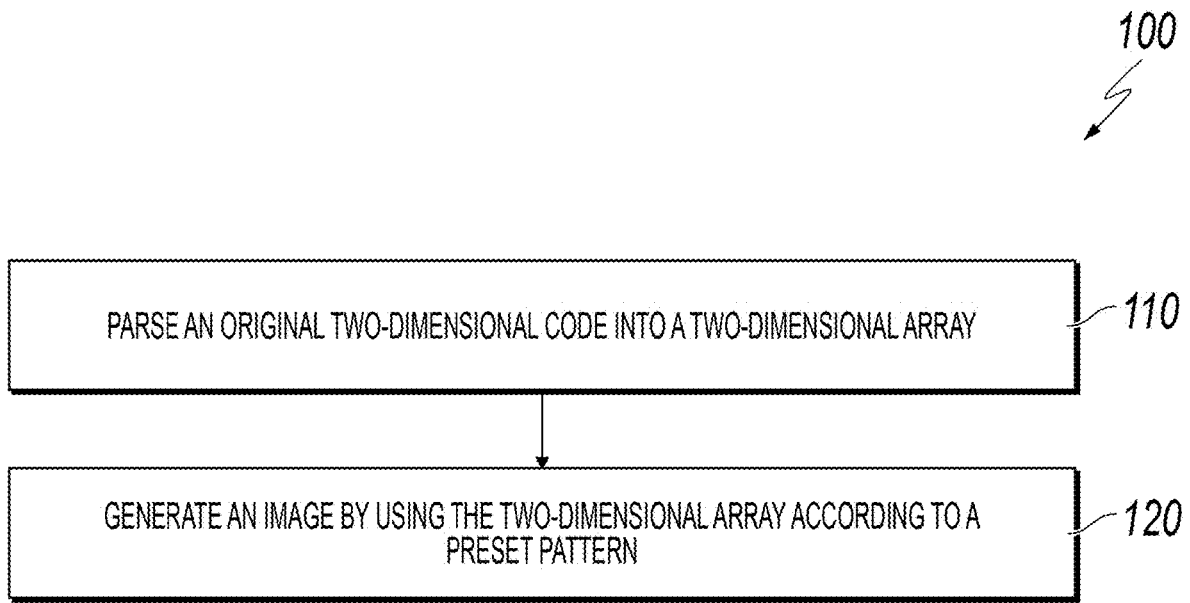 100
PARSE AN ORIGINAL TWO-DIMENSIONAL CODE INTO A TWO-DIMENSIONAL ARRAY
110
GENERATE AN IMAGE BY USING THE TWO-DIMENSIONAL ARRAY ACCORDING TO A
PRESET PATTERN
120